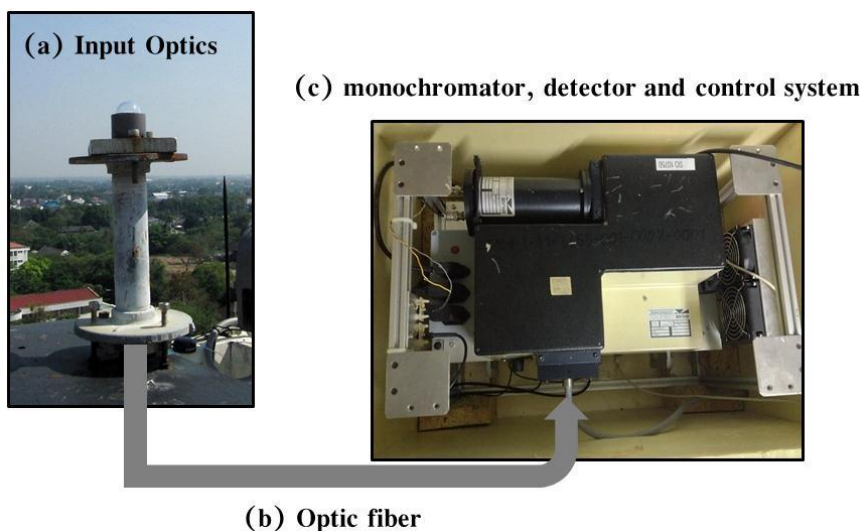 (a) Input Optics
(c) monochromator, detector and control system
(b) Optic fiber